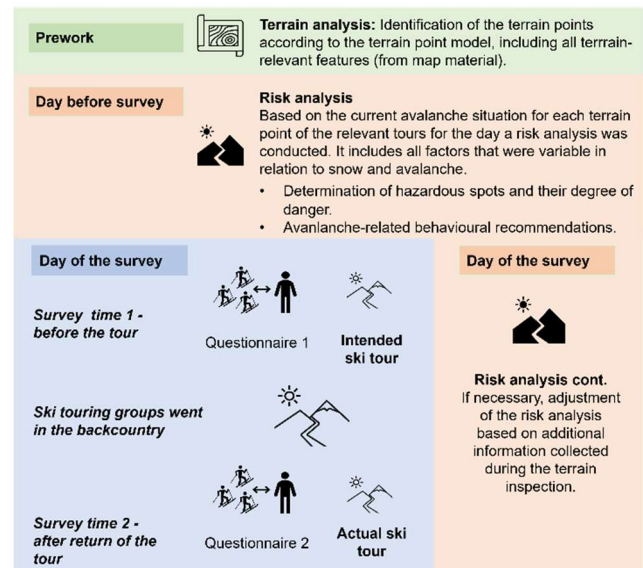 Prework
Terrain analysis: Identification of the terrain points
according to the terrain point model, including all terrrain-
relevant features (from map material).
Day before survey
Risk analysis
Based on the current avalanche situation for each terrain
point of the relevant tours for the day a risk analysis was
conducted. It includes all factors that were variable in
relation to snow and avalanche.
• Determination of hazardous spots and their degree of
danger.
• Avanlanche-related behavioural recommendations.
Day of the survey
Survey time 1 -
before the tour
Questionnaire 1
Intended
ski tour
Ski touring groups went
in the backcountry
Survey time 2 -
after return of the
tour
Questionnaire 2
Actual ski
tour
Day of the survey
Risk analysis cont.
If necessary, adjustment
of the risk analysis
based on additional
information collected
during the terrain
inspection.